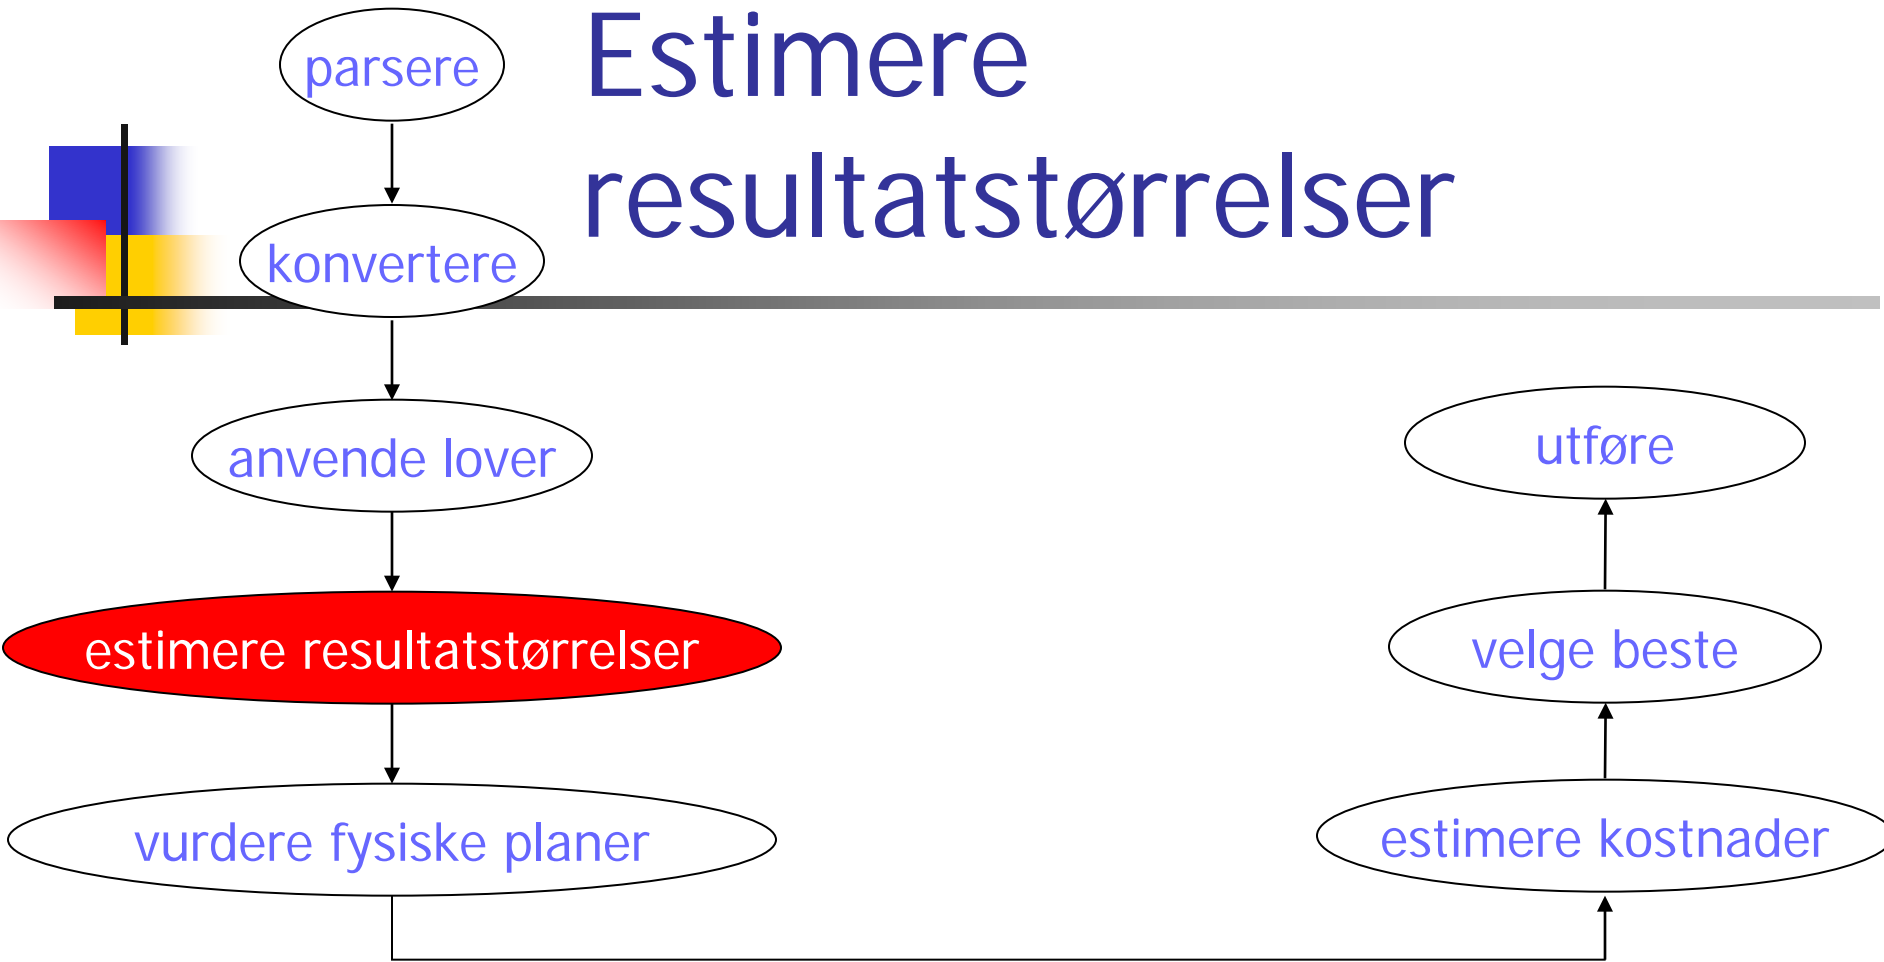 Estimere
resultatstørrelser
parsere
konvertere
anvende lover
estimere resultatstørrelser
vurdere fysiske planer
estimere kostnader
velge beste
utføre